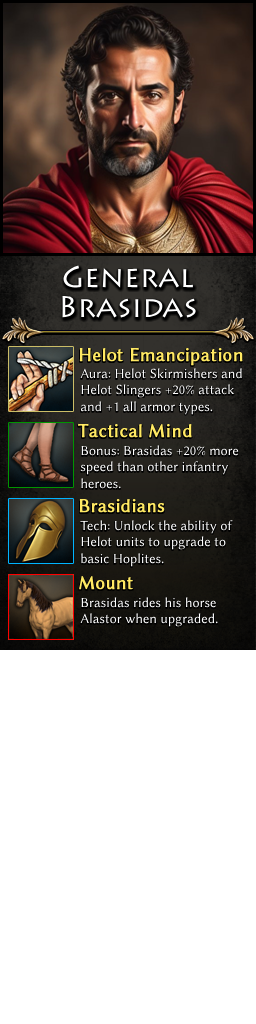 General
Brasidas
Helot Emancipation
Aura: Helot Skirmishers and
Helot Slingers +20% attack
and +1 all armor types.
Tactical Mind
Bonus: Brasidas +20% more
speed than other infantry
heroes.
Brasidians
Tech: Unlock the ability of
Helot units to upgrade to
basic Hoplites.
Mount
Brasidas rides his horse
Alastor when upgraded.